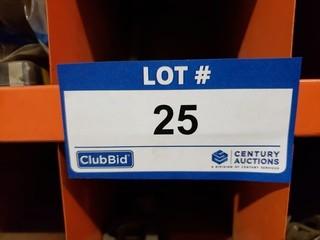 LOT #
25
ClubBid
CENTURY
AUCTIONS
A DIVISION OF CENTURY SERVICES